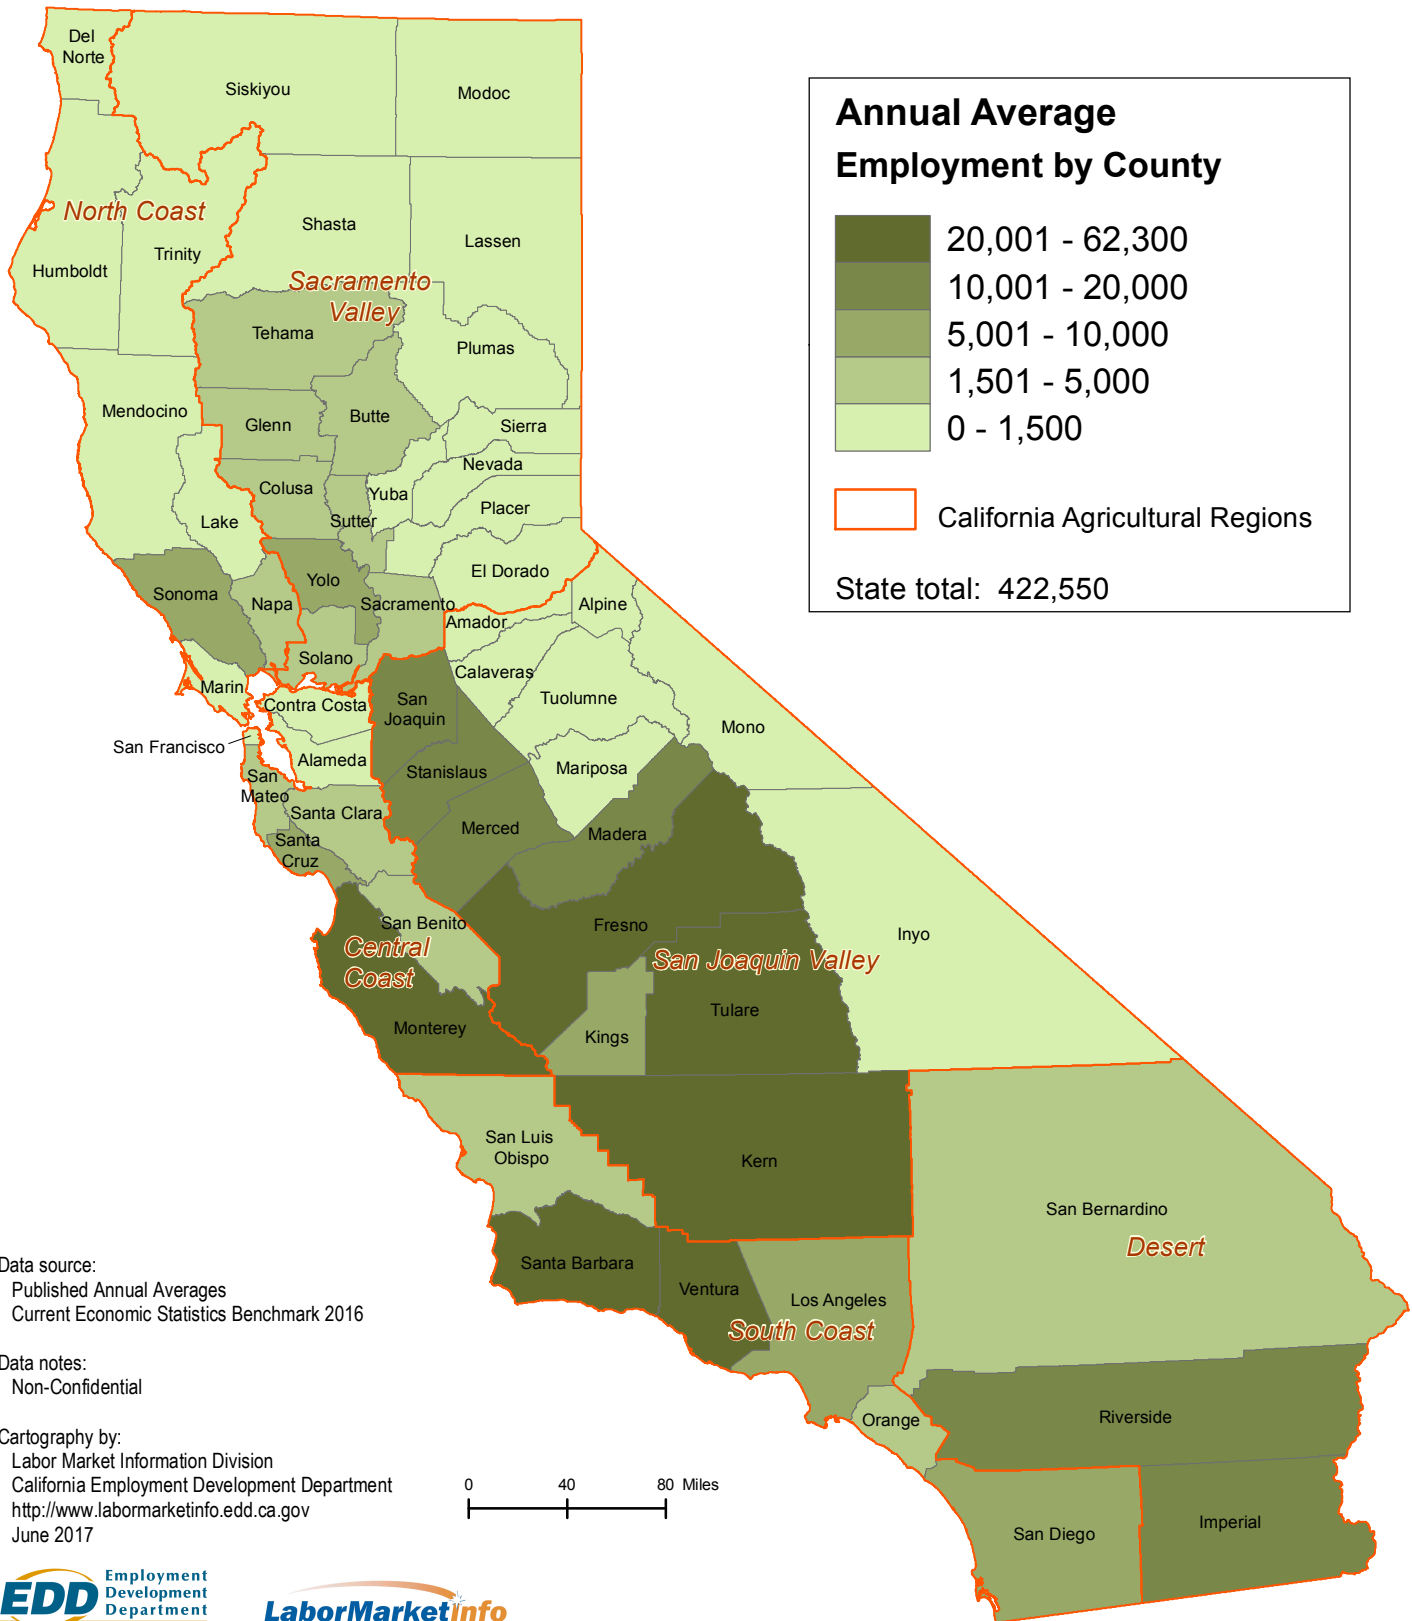 Del
Norte
Siskiyou
Modoc
Annual Average
Employment by County
20,001 - 62,300
10,001 - 20,000
5,001 - 10,000
1,501 - 5,000
0 - 1,500
California Agricultural Regions
State total: 422,550
North Coast
Shasta
Lassen
Trinity
Humboldt
Sacramento
Valley
Tehama
Plumas
Mendocino
Glenn
Butte
Sierra
Nevada
Colusa
Yuba
Placer
Lake
Sutter
El Dorado
Sonoma
Yolo
Napa
Sacramento
Alpine
Amador
Solano
Calaveras
Marin
Contra Costa
San
Joaquin
Tuolumne
Mono
San Francisco
Alameda
Stanislaus
Mariposa
San
Mateo
Santa Clara
Merced
Madera
Santa
Cruz
San Benito
Fresno
Inyo
Central
Coast
San Joaquin Valley
Tulare
Monterey
Kings
San Luis
Obispo
Kern
San Bernardino
Desert
Santa Barbara
Ventura
Los Angeles
South Coast
Orange
Riverside
San Diego
Imperial
Data source:
Published Annual Averages
Current Economic Statistics Benchmark 2016
Data notes:
Non-Confidential
Cartography by:
Labor Market Information Division
California Employment Development Department
http://www.labormarketinfo.edd.ca.gov
June 2017
0 40 80 Miles
EDD Employment
Development
Department
LaborMarketInfo